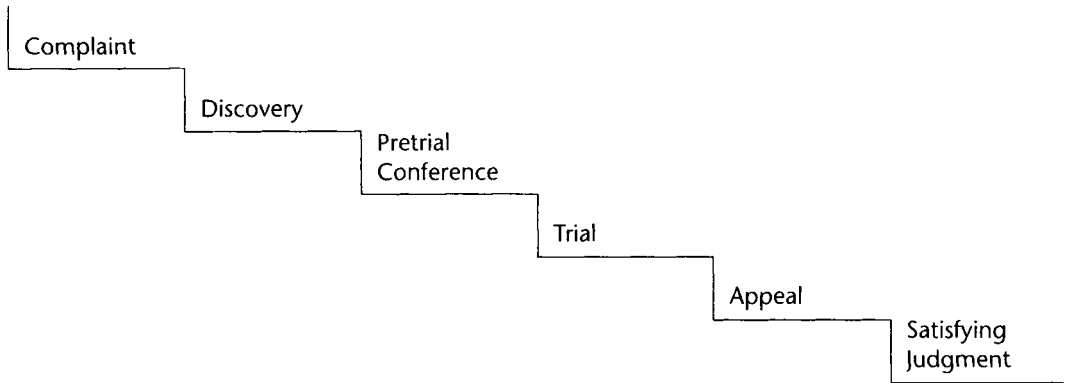 Complaint
Discovery
Pretrial
Conference
Trial
Appeal
Satisfying
Judgment